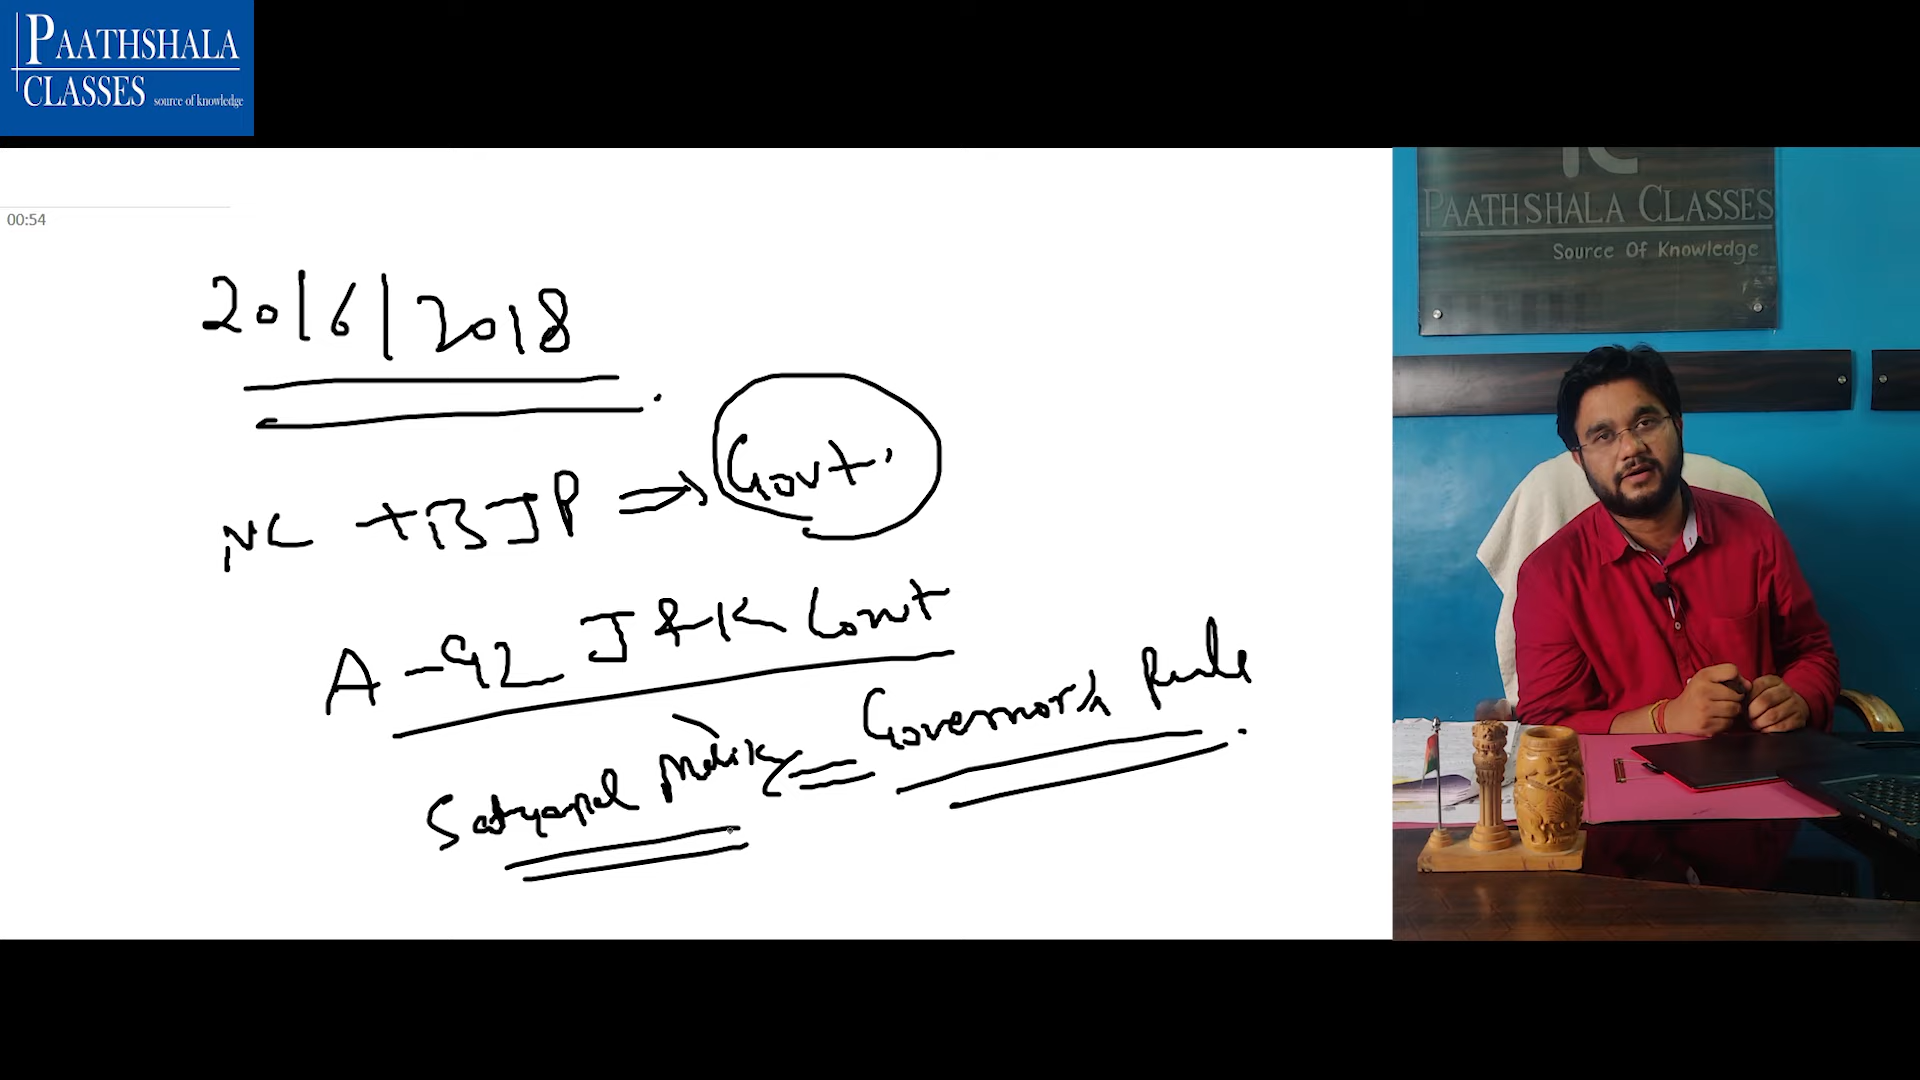 PAATHSHALA
CLASSES source of knowledge
00:54
20/6/2018
NC + BJP ⇒ Govt.
A-92 J&K Const
Satyapal Malik = Governor's Rule
PAATHSHALA CLASSES
Source Of Knowledge